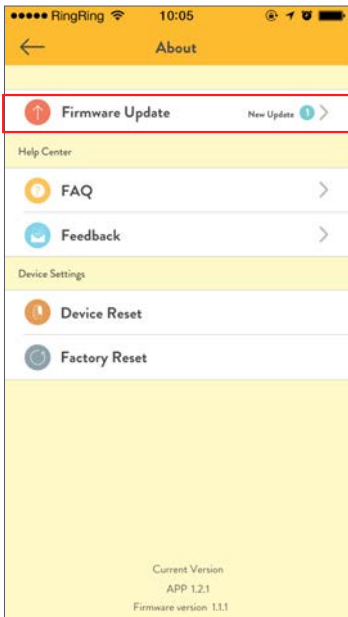 RingRing 10:05
About
Firmware Update New Update 1
Help Center
FAQ
Feedback
Device Settings
Device Reset
Factory Reset
Current Version
APP 1.2.1
Firmware version 1.1.1